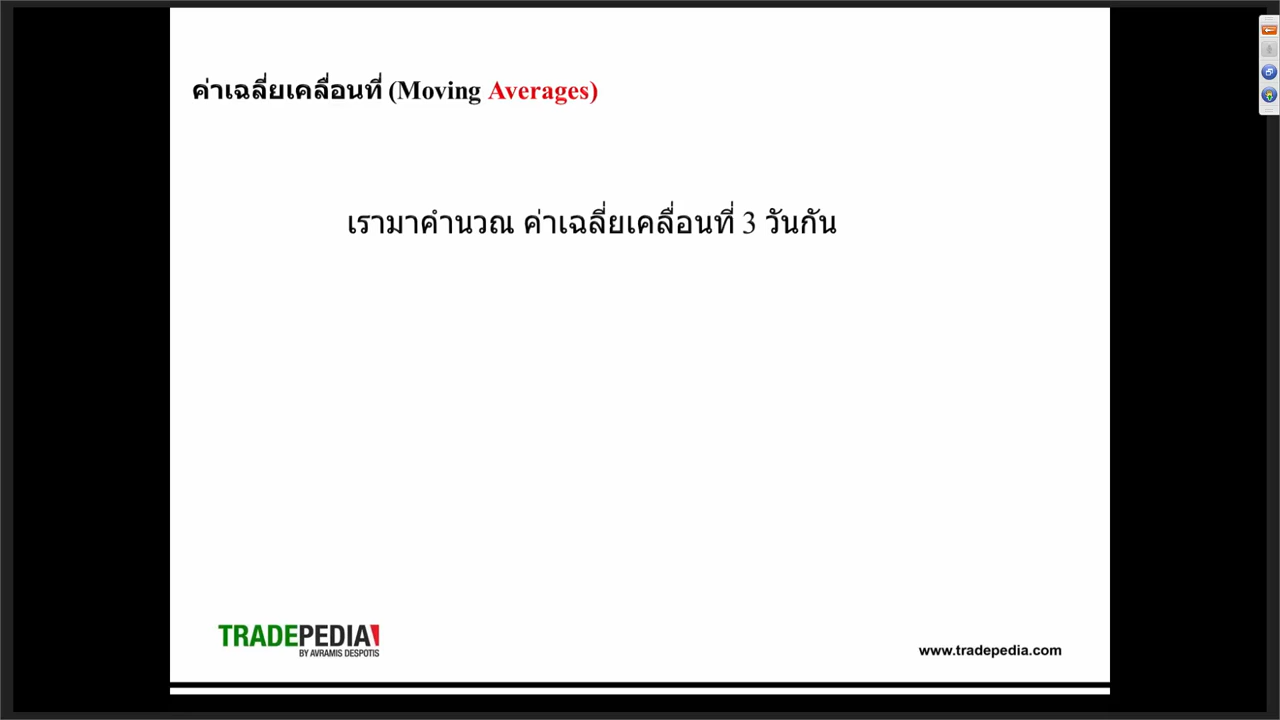 ค่าเฉลี่ยเคลื่อนที่ (Moving Averages)
เรามาคำนวณ ค่าเฉลี่ยเคลื่อนที่ 3 วันกัน
TRADEPEDIA
BY AVRAMIS DESPOTIS
www.tradepedia.com